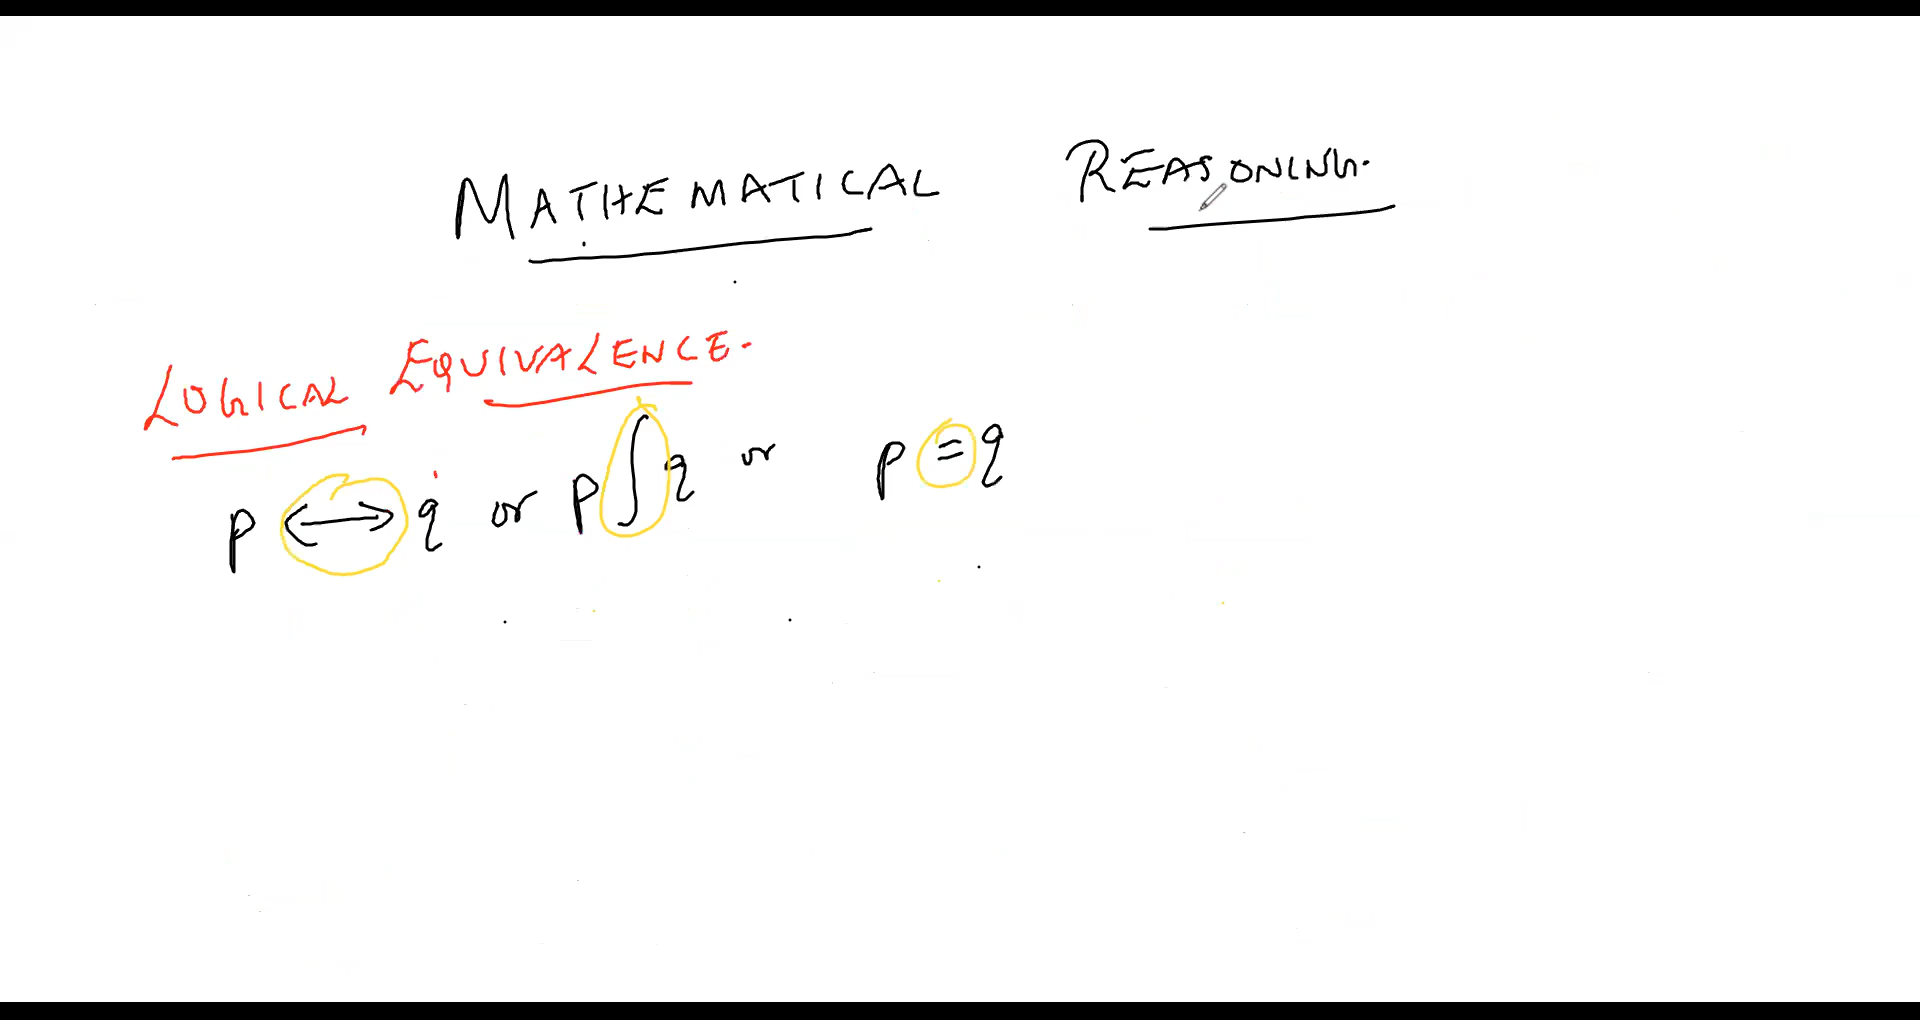 MATHEMATICAL REASONING.
LOGICAL EQUIVALENCE.
p ↔ q or p ∫ q or p = q